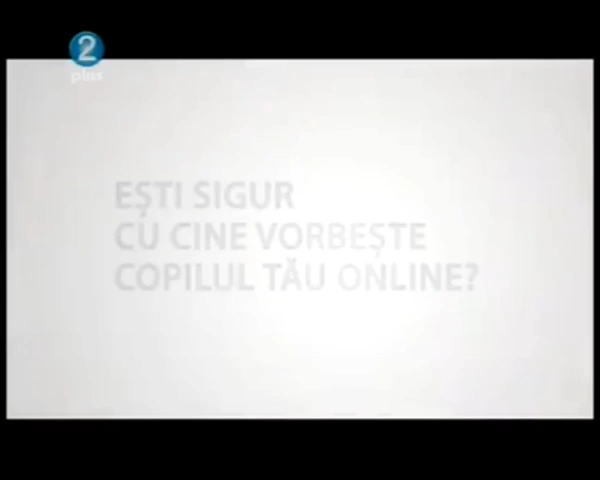 2
plus
EȘTI SIGUR
CU CINE VORBEȘTE
COPILUL TĂU ONLINE?